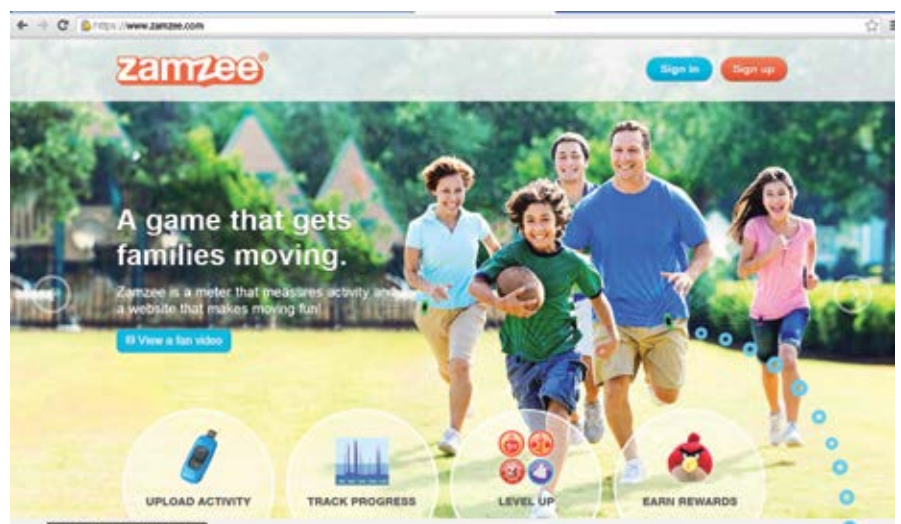 https://www.zamzee.com
zamzee®
Sign in
Sign up
A game that gets
families moving.
Zamzee is a meter that measures activity and
a website that makes moving fun!
View a fan video
UPLOAD ACTIVITY
TRACK PROGRESS
LEVEL UP
EARN REWARDS